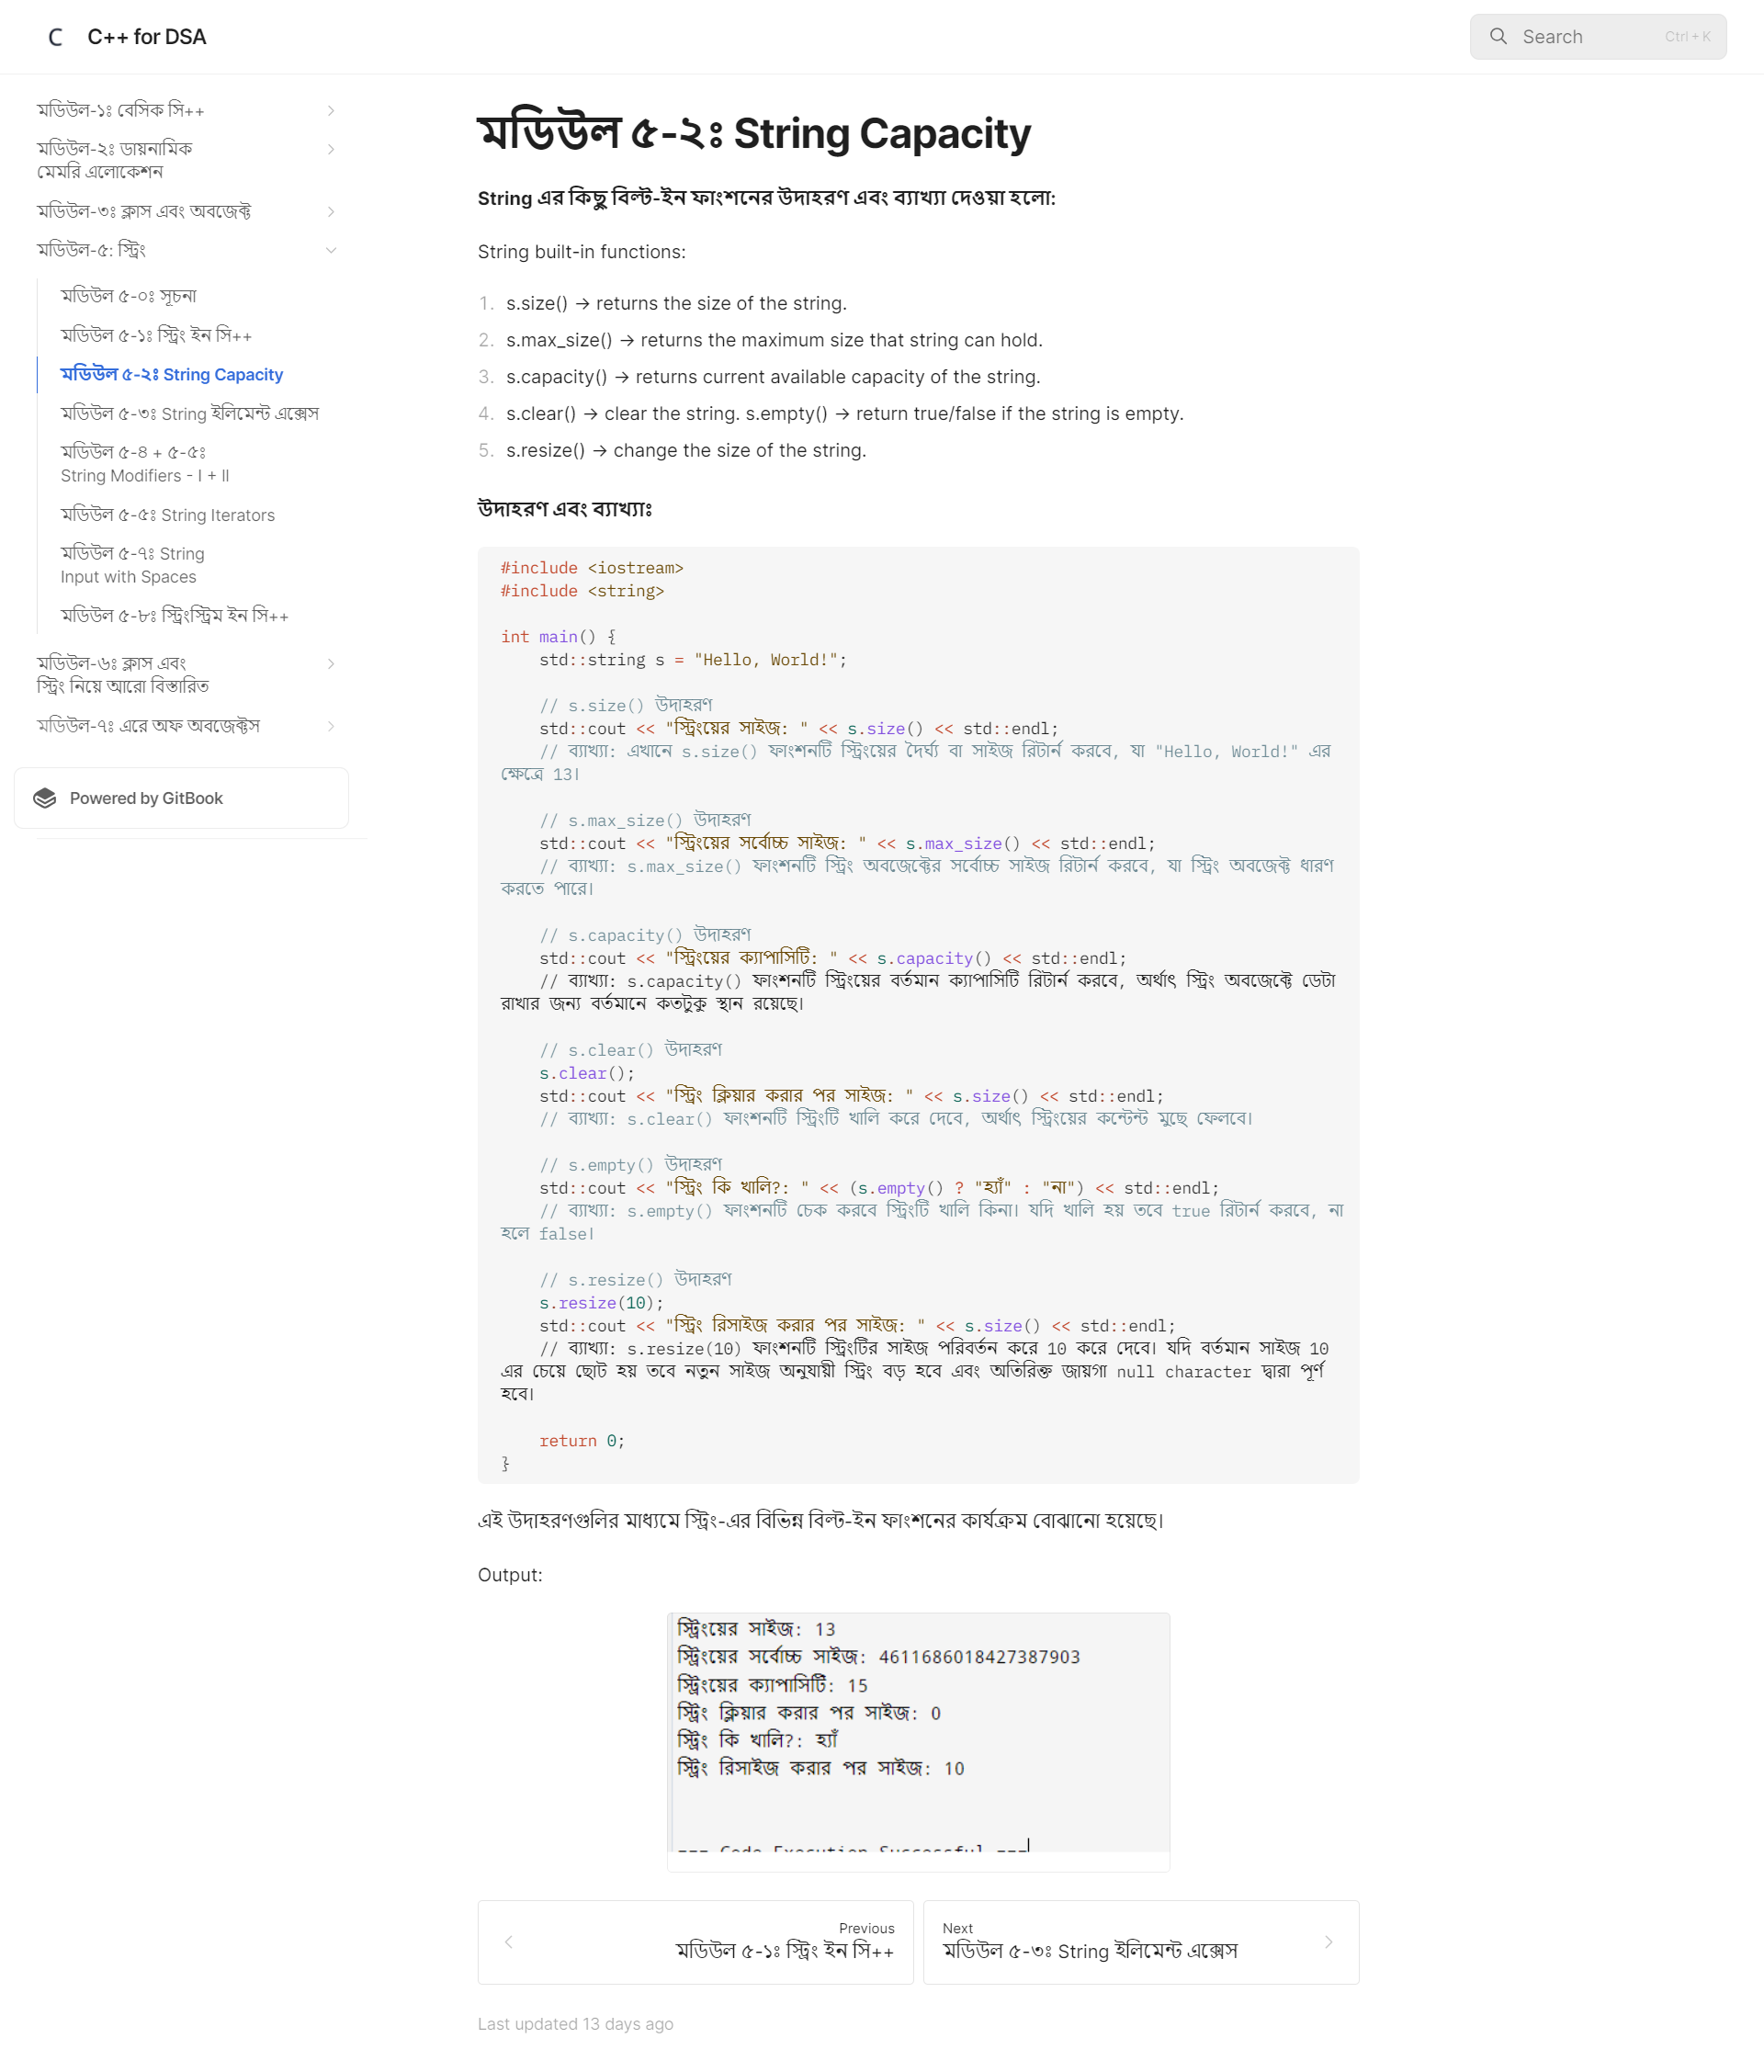 C C++ for DSA
Search Ctrl + K
মডিউল-১ঃ বেসিক সি++
মডিউল-২ঃ ডায়নামিক
মেমরি এলোকেশন
মডিউল-৩ঃ ক্লাস এবং অবজেক্ট
মডিউল-৫: স্ট্রিং
মডিউল ৫-০ঃ সূচনা
মডিউল ৫-১ঃ স্ট্রিং ইন সি++
মডিউল ৫-২ঃ String Capacity
মডিউল ৫-৩ঃ String ইলিমেন্ট এক্সেস
মডিউল ৫-৪ + ৫-৫ঃ
String Modifiers - I + II
মডিউল ৫-৫ঃ String Iterators
মডিউল ৫-৭ঃ String
Input with Spaces
মডিউল ৫-৮ঃ স্ট্রিংস্ট্রিম ইন সি++
মডিউল-৬ঃ ক্লাস এবং
স্ট্রিং নিয়ে আরো বিস্তারিত
মডিউল-৭ঃ এরে অফ অবজেক্টস
Powered by GitBook
মডিউল ৫-২ঃ String Capacity
String এর কিছু বিল্ট-ইন ফাংশনের উদাহরণ এবং ব্যাখ্যা দেওয়া হলো:
String built-in functions:
1. s.size() → returns the size of the string.
2. s.max_size() → returns the maximum size that string can hold.
3. s.capacity() → returns current available capacity of the string.
4. s.clear() → clear the string. s.empty() → return true/false if the string is empty.
5. s.resize() → change the size of the string.
উদাহরণ এবং ব্যাখ্যাঃ
#include <iostream>
#include <string>
int main() {
std::string s = "Hello, World!";
// s.size() উদাহরণ
std::cout << "স্ট্রিংয়ের সাইজ: " << s.size() << std::endl;
// ব্যাখ্যা: এখানে s.size() ফাংশনটি স্ট্রিংয়ের দৈর্ঘ্য বা সাইজ রিটার্ন করবে, যা "Hello, World!" এর
ক্ষেত্রে 13।
// s.max_size() উদাহরণ
std::cout << "স্ট্রিংয়ের সর্বোচ্চ সাইজ: " << s.max_size() << std::endl;
// ব্যাখ্যা: s.max_size() ফাংশনটি স্ট্রিং অবজেক্টের সর্বোচ্চ সাইজ রিটার্ন করবে, যা স্ট্রিং অবজেক্ট ধারণ
করতে পারে।
// s.capacity() উদাহরণ
std::cout << "স্ট্রিংয়ের ক্যাপাসিটি: " << s.capacity() << std::endl;
// ব্যাখ্যা: s.capacity() ফাংশনটি স্ট্রিংয়ের বর্তমান ক্যাপাসিটি রিটার্ন করবে, অর্থাৎ স্ট্রিং অবজেক্টে ডেটা
রাখার জন্য বর্তমানে কতটুকু স্থান রয়েছে।
// s.clear() উদাহরণ
s.clear();
std::cout << "স্ট্রিং ক্লিয়ার করার পর সাইজ: " << s.size() << std::endl;
// ব্যাখ্যা: s.clear() ফাংশনটি স্ট্রিংটি খালি করে দেবে, অর্থাৎ স্ট্রিংয়ের কন্টেন্ট মুছে ফেলবে।
// s.empty() উদাহরণ
std::cout << "স্ট্রিং কি খালি?: " << (s.empty() ? "হ্যাঁ" : "না") << std::endl;
// ব্যাখ্যা: s.empty() ফাংশনটি চেক করবে স্ট্রিংটি খালি কিনা। যদি খালি হয় তবে true রিটার্ন করবে, না
হলে false।
// s.resize() উদাহরণ
s.resize(10);
std::cout << "স্ট্রিং রিসাইজ করার পর সাইজ: " << s.size() << std::endl;
// ব্যাখ্যা: s.resize(10) ফাংশনটি স্ট্রিংটির সাইজ পরিবর্তন করে 10 করে দেবে। যদি বর্তমান সাইজ 10
এর চেয়ে ছোট হয় তবে নতুন সাইজ অনুযায়ী স্ট্রিং বড় হবে এবং অতিরিক্ত জায়গা null character দ্বারা পূর্ণ
হবে।
return 0;
}
এই উদাহরণগুলির মাধ্যমে স্ট্রিং-এর বিভিন্ন বিল্ট-ইন ফাংশনের কার্যক্রম বোঝানো হয়েছে।
Output:
স্ট্রিংয়ের সাইজ: 13
স্ট্রিংয়ের সর্বোচ্চ সাইজ: 4611686018427387903
স্ট্রিংয়ের ক্যাপাসিটি: 15
স্ট্রিং ক্লিয়ার করার পর সাইজ: 0
স্ট্রিং কি খালি?: হ্যাঁ
স্ট্রিং রিসাইজ করার পর সাইজ: 10
=== Code Execution Successful ===
Previous
মডিউল ৫-১ঃ স্ট্রিং ইন সি++
Next
মডিউল ৫-৩ঃ String ইলিমেন্ট এক্সেস
Last updated 13 days ago